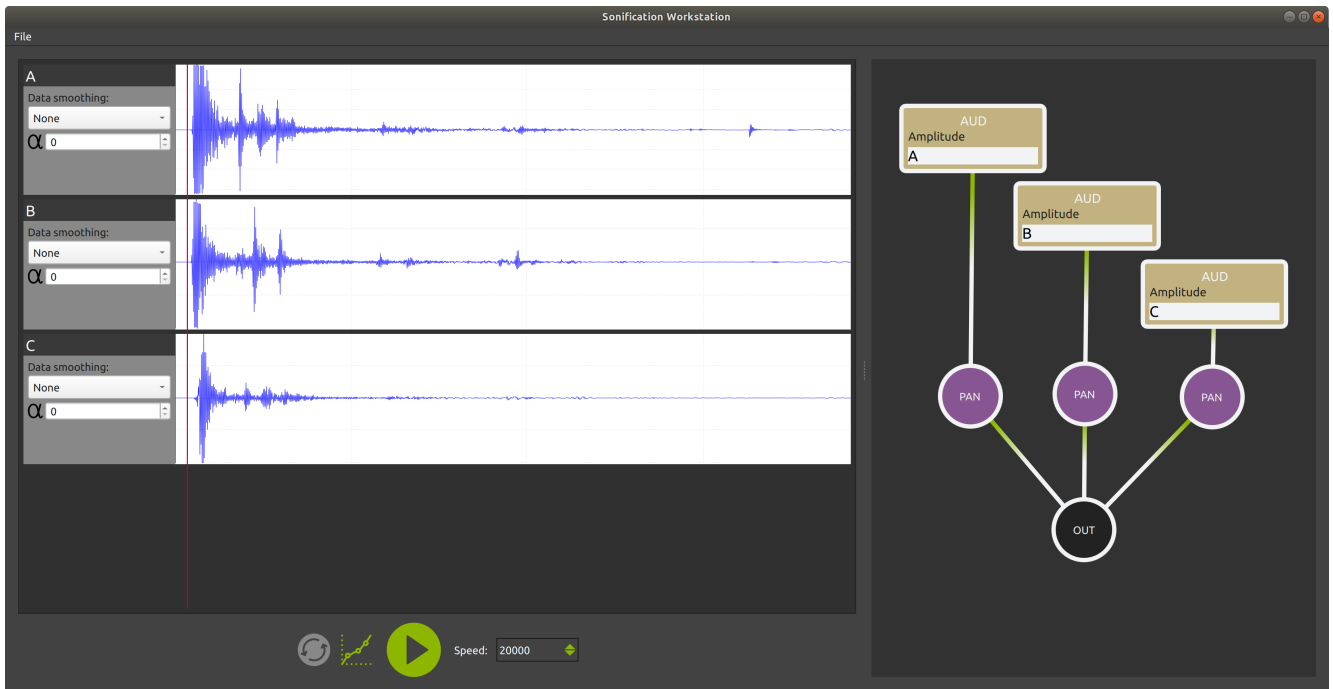 Sonification Workstation
File
A
Data smoothing:
None
α 0
B
Data smoothing:
None
α 0
C
Data smoothing:
None
α 0
Speed: 20000
AUD
Amplitude
A
AUD
Amplitude
B
AUD
Amplitude
C
PAN
PAN
PAN
OUT